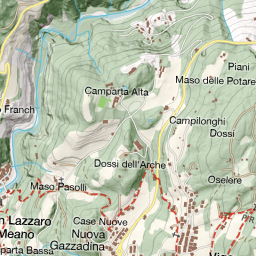 Piani
Maso delle Potare
Camparta Alta
o Franch
Campilonghi
Dossi
Dossi dell'Arche
Oselere
Maso Pasolli
n Lazzaro
Meano
Case Nuove
Nuova
Gazzadina
parta Bassa